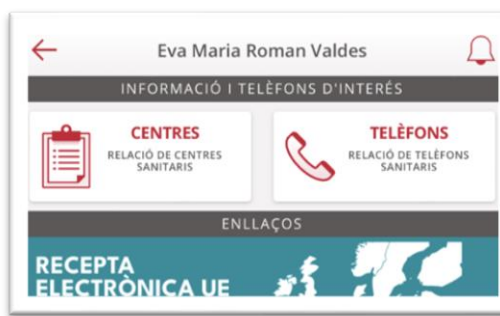 Eva Maria Roman Valdes
INFORMACIÓ I TELÈFONS D'INTERÉS
CENTRES
RELACIÓ DE CENTRES
SANITARIS
TELÈFONS
RELACIÓ DE TELÈFONS
SANITARIS
ENLLAÇOS
RECEPTA
ELECTRÒNICA UE